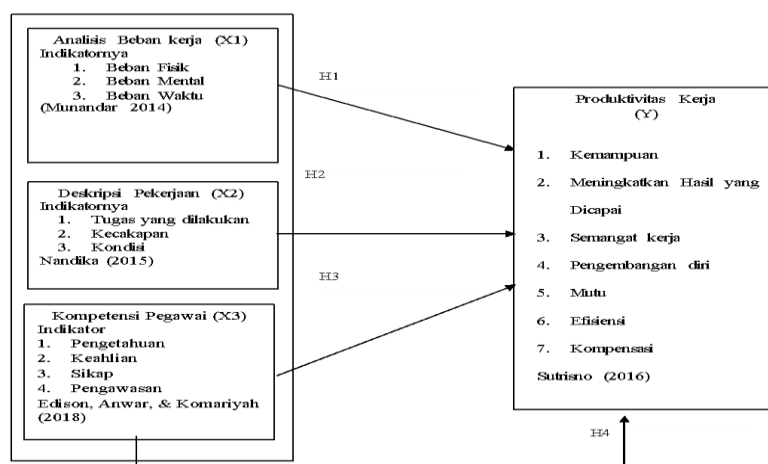 Analisis Beban kerja (X1)
Indikatornya
1. Beban Fisik
2. Beban Mental
3. Beban Waktu
(Munandar 2014)
Deskripsi Pekerjaan (X2)
Indikatornya
1. Tugas yang dilakukan
2. Kecakapan
3. Kondisi
Nandika (2015)
Kompetensi Pegawai (X3)
Indikator
1. Pengetahuan
2. Keahlian
3. Sikap
4. Pengawasan
Edison, Anwar, & Komariyah
(2018)
H1
H2
H3
Produktivitas Kerja
(Y)
1. Kemampuan
2. Meningkatkan Hasil yang
Dicapai
3. Semangat kerja
4. Pengembangan diri
5. Mutu
6. Efisiensi
7. Kompensasi
Sutrisno (2016)
H4